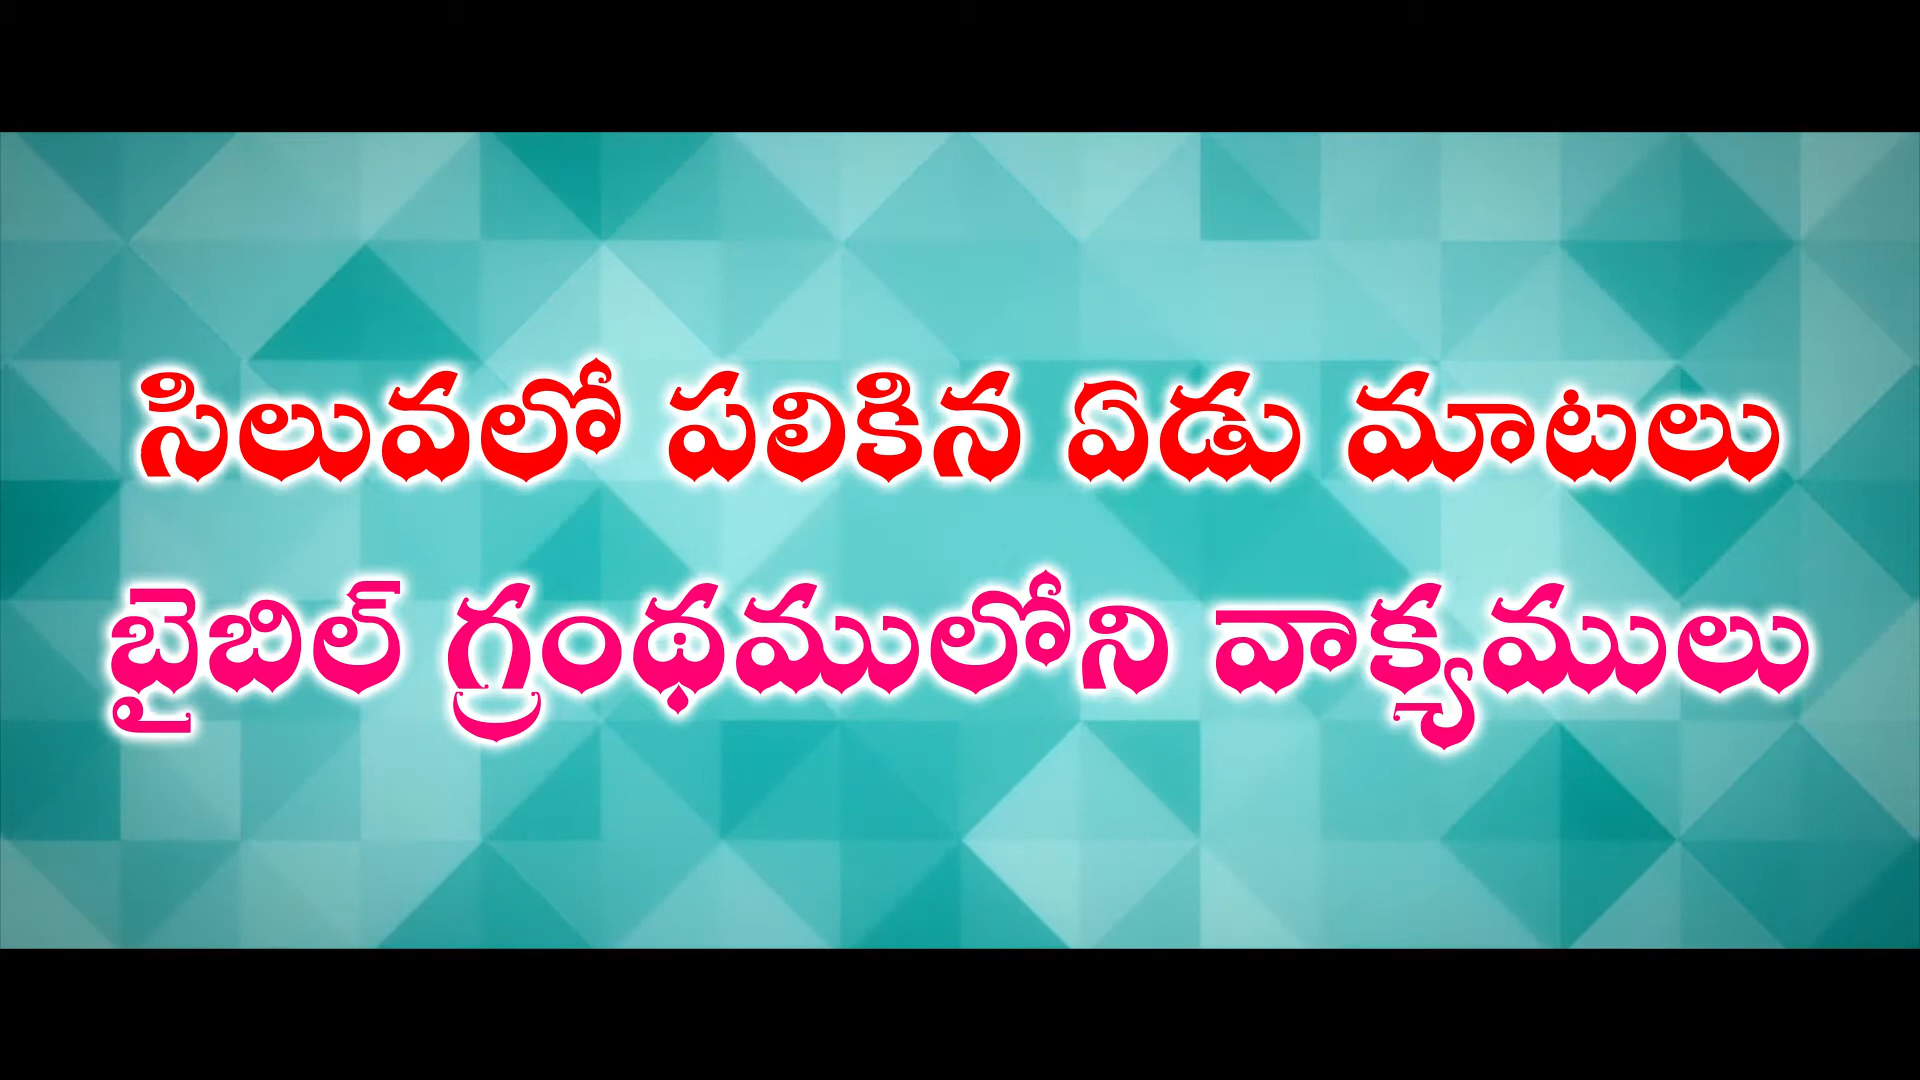 సిలువలో పలికిన ఏడు మాటలు
బైబిల్ గ్రంథములోని వాక్యములు